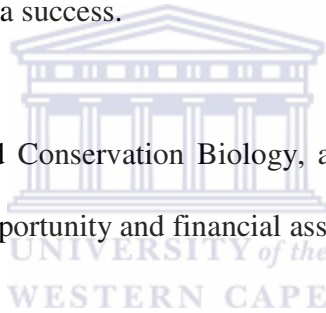 a success.
d Conservation Biology, a
portunity and financial ass
UNIVERSITY of the
WESTERN CAPE